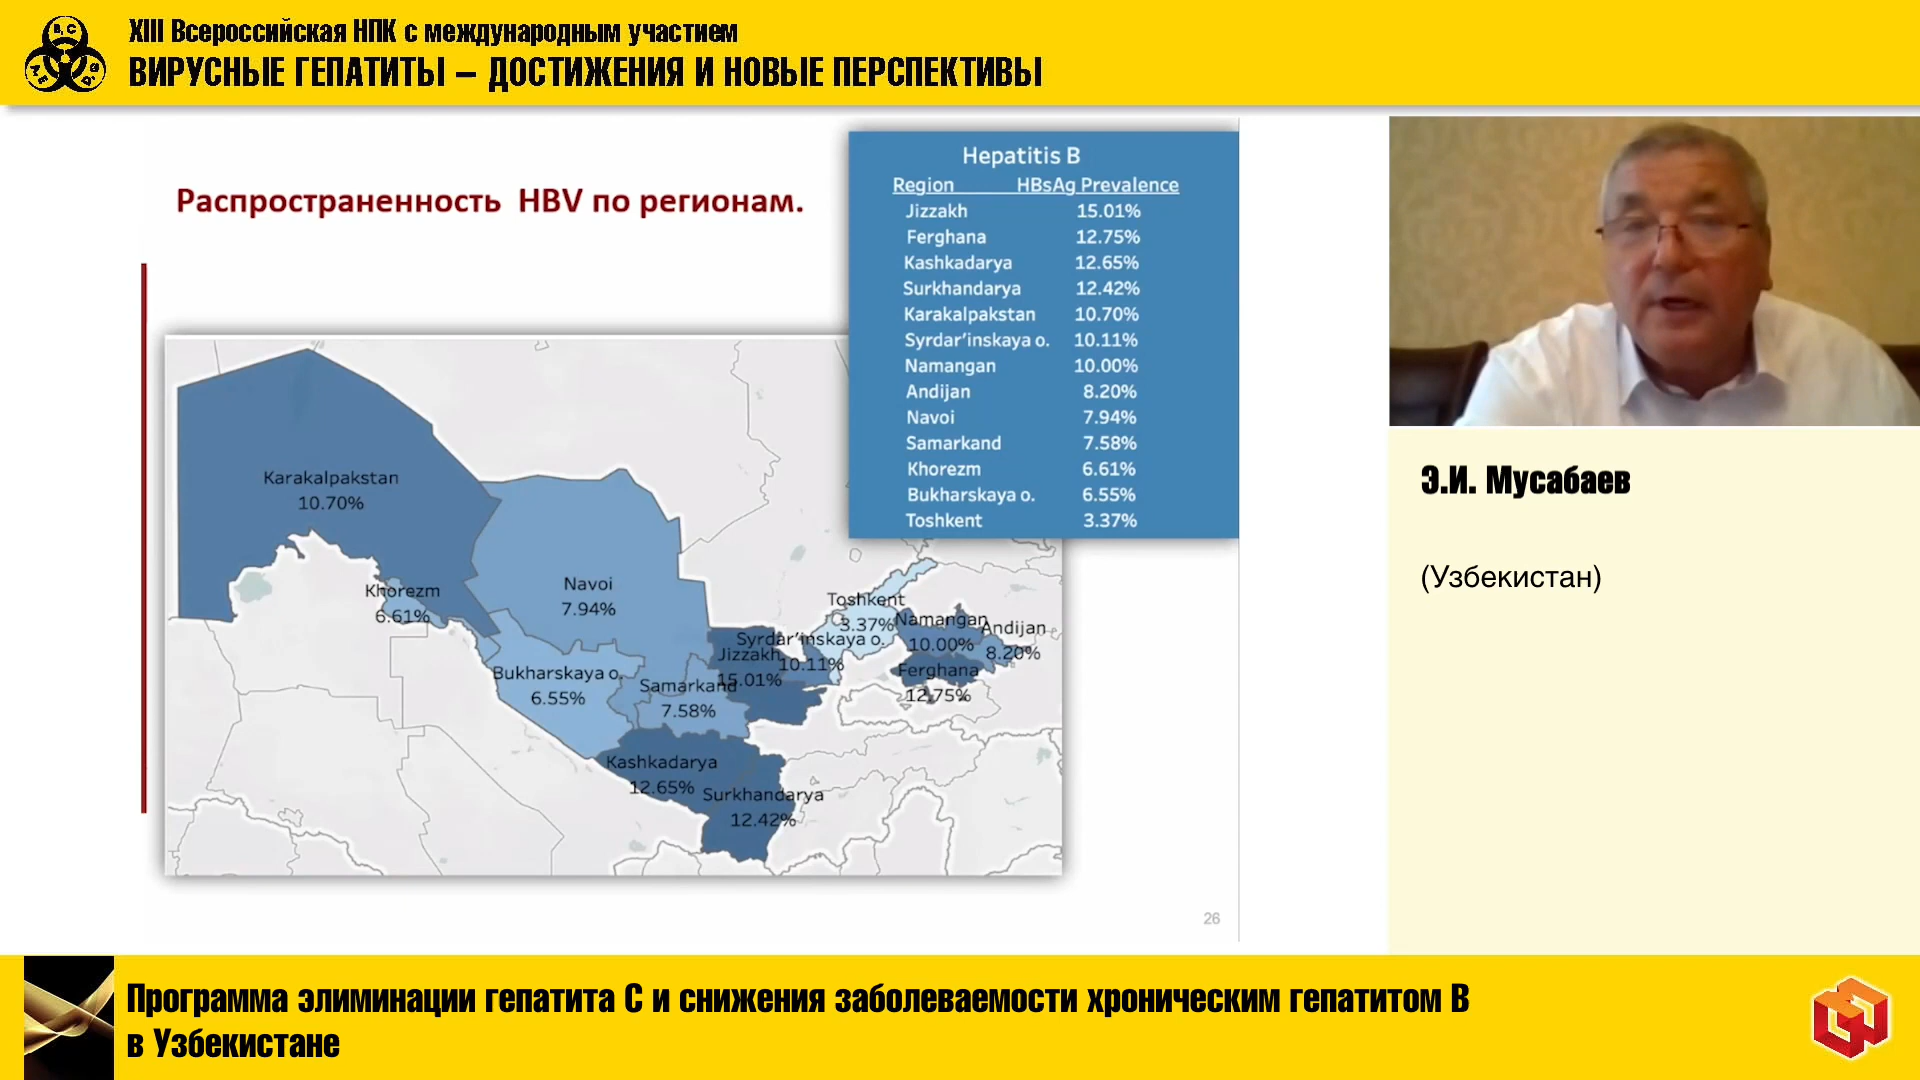 XIII Всероссийская НПК с международным участием
ВИРУСНЫЕ ГЕПАТИТЫ – ДОСТИЖЕНИЯ И НОВЫЕ ПЕРСПЕКТИВЫ
B, C
Распространенность HBV по регионам.
Hepatitis B
Region HBsAg Prevalence
Jizzakh 15.01%
Ferghana 12.75%
Kashkadarya 12.65%
Surkhandarya 12.42%
Karakalpakstan 10.70%
Syrdar'inskaya o. 10.11%
Namangan 10.00%
Andijan 8.20%
Navoi 7.94%
Samarkand 7.58%
Khorezm 6.61%
Bukharskaya o. 6.55%
Toshkent 3.37%
Karakalpakstan
10.70%
Khorezm
6.61%
Navoi
7.94%
Bukharskaya o.
6.55%
Samarkand
7.58%
Jizzakh
15.01%
Syrdar'inskaya o.
10.11%
Toshkent
3.37%
Namangan
10.00%
Andijan
8.20%
Ferghana
12.75%
Kashkadarya
12.65%
Surkhandarya
12.42%
26
Э.И. Мусабаев
(Узбекистан)
Программа элиминации гепатита С и снижения заболеваемости хроническим гепатитом В
в Узбекистане